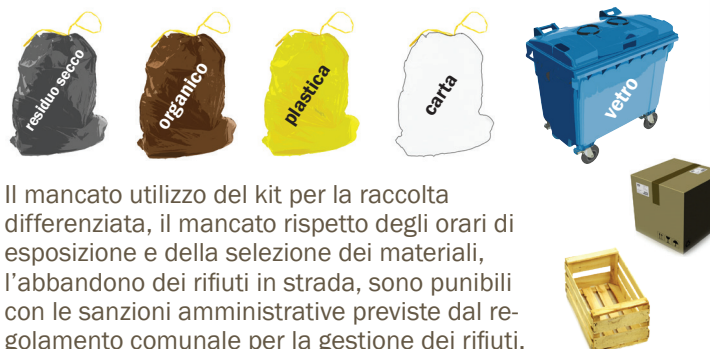 residuo secco
organico
plastica
carta
vetro
Il mancato utilizzo del kit per la raccolta
differenziata, il mancato rispetto degli orari di
esposizione e della selezione dei materiali,
l’abbandono dei rifiuti in strada, sono punibili
con le sanzioni amministrative previste dal re-
golamento comunale per la gestione dei rifiuti.